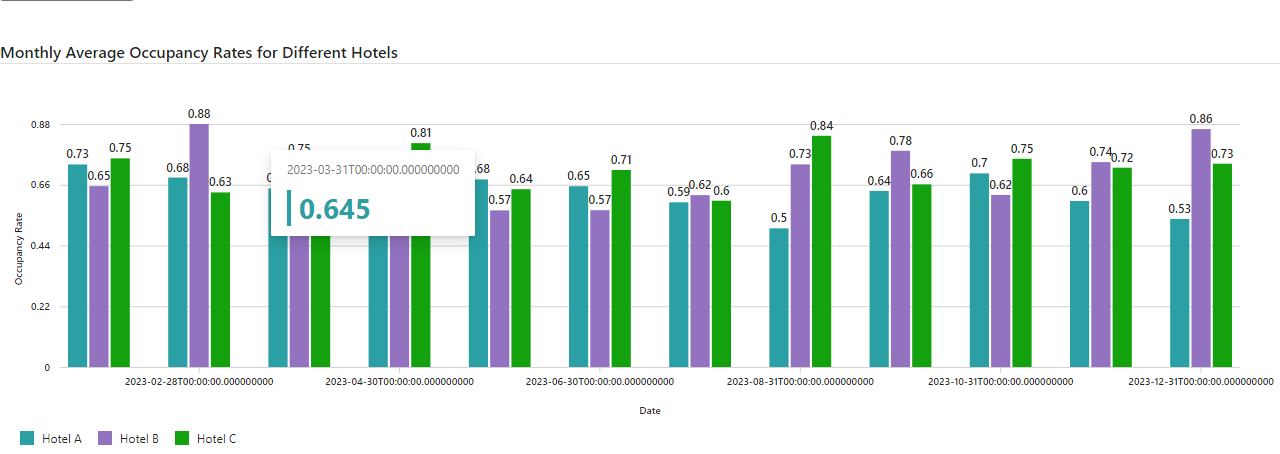 Monthly Average Occupancy Rates for Different Hotels
0.88
0.66
0.44
0.22
0
Occupancy Rate
0.73
0.65
0.75
0.68
0.88
0.63
0.75
0.81
.68
0.57
0.64
0.65
0.57
0.71
0.59
0.62
0.6
0.5
0.73
0.84
0.64
0.78
0.66
0.7
0.62
0.75
0.6
0.74
0.72
0.53
0.86
0.73
2023-03-31T00:00:00.000000000
0.645
2023-02-28T00:00:00.000000000
2023-04-30T00:00:00.000000000
2023-06-30T00:00:00.000000000
2023-08-31T00:00:00.000000000
2023-10-31T00:00:00.000000000
2023-12-31T00:00:00.000000000
Date
Hotel A
Hotel B
Hotel C